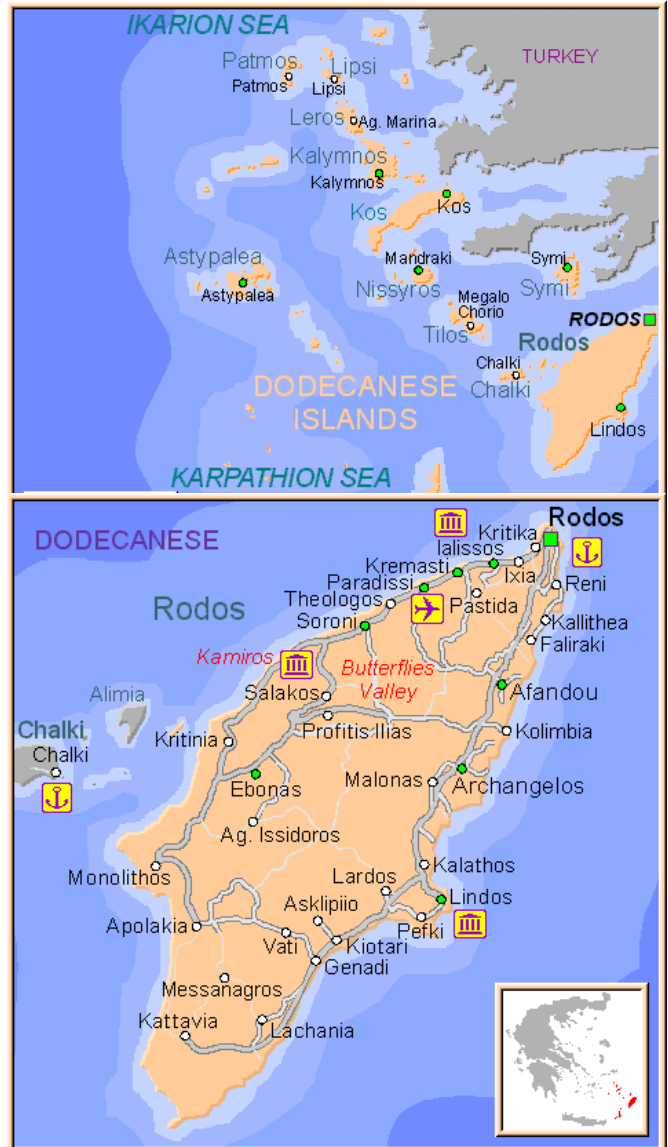 IKARION SEA
TURKEY
Patmos
Lipsi
Patmos
Lipsi
Leros
Ag. Marina
Kalymnos
Kalymnos
Kos
Kos
Astypalea
Mandraki
Symi
Astypalea
Nissyros
Symi
Megalo
Chorio
RODOS
Tilos
Rodos
Chalki
Chalki
DODECANESE
ISLANDS
Lindos
KARPATHION SEA
Rodos
DODECANESE
Kritika
Ialissos
Kremasti
Ixia
Paradissi
Reni
Rodos
Theologos
Pastida
Soroni
Kallithea
Faliraki
Kamiros
Butterflies
Valley
Salakos
Afandou
Alimia
Chalki
Profitis Ilias
Kolimbia
Kritinia
Chalki
Ebonas
Malonas
Archangelos
Ag. Issidoros
Kalathos
Monolithos
Lardos
Lindos
Asklipiio
Apolakia
Pefki
Vati
Kiotari
Genadi
Messanagros
Kattavia
Lachania